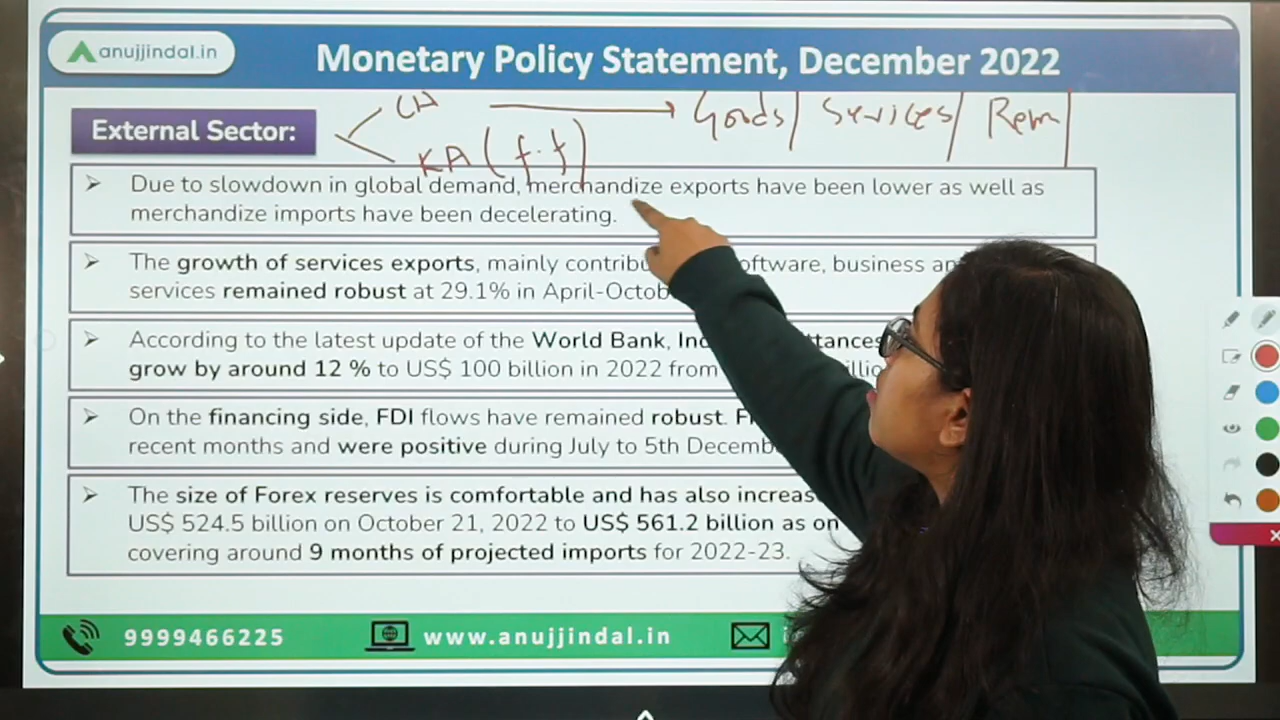 anujjindal.in
Monetary Policy Statement, December 2022
External Sector:
CA → Goods / Services / Rem
KA (f.f)
Due to slowdown in global demand, merchandize exports have been lower as well as
merchandize imports have been decelerating.
The growth of services exports, mainly software, business
services remained robust at 29.1% in
According to the latest update of the World Bank,
grow by around 12 % to US$ 100 billion in 2022 from
On the financing side, FDI flows have remained robust.
recent months and were positive during July to 5th
The size of Forex reserves is comfortable and has also
US$ 524.5 billion on October 21, 2022 to US$ 561.2 billion as on
covering around 9 months of projected imports for 2022-23.
9999466225
www.anujjindal.in